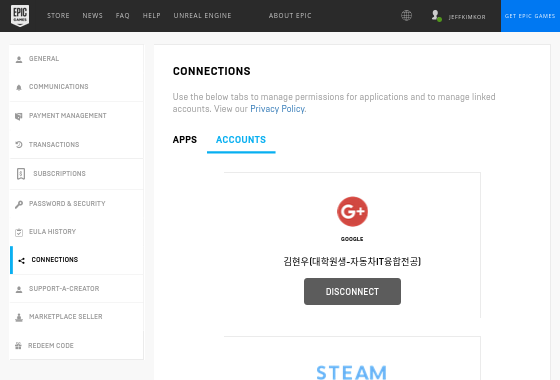 EPIC GAMES
STORE NEWS FAQ HELP UNREAL ENGINE ABOUT EPIC JEFFKIMKOR GET EPIC GAMES
GENERAL
COMMUNICATIONS
PAYMENT MANAGEMENT
TRANSACTIONS
SUBSCRIPTIONS
PASSWORD & SECURITY
EULA HISTORY
CONNECTIONS
SUPPORT-A-CREATOR
MARKETPLACE SELLER
REDEEM CODE
CONNECTIONS
Use the below tabs to manage permissions for applications and to manage linked
accounts. View our Privacy Policy.
APPS ACCOUNTS
G+
GOOGLE
김현우(대학원생-자동차IT융합전공)
DISCONNECT
STEAM